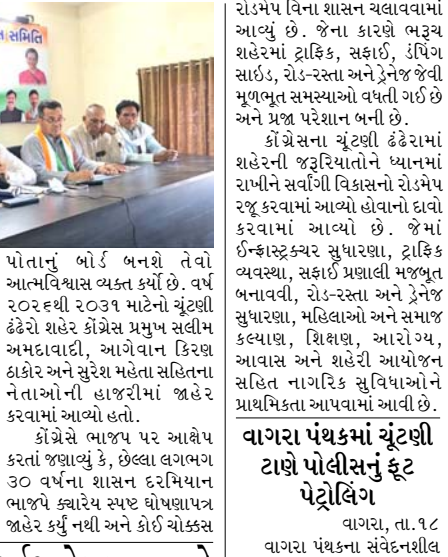 સમિતિ
પોતાનું બોર્ડ બનશે તેવો
આત્મવિશ્વાસ વ્યક્ત કર્યો છે. વર્ષ
૨૦૨૬થી ૨૦૩૧ માટેનો ચૂંટણી
ઢંઢેરો શહેર કોંગ્રેસ પ્રમુખ સલીમ
અમદાવાદી, આગેવાન કિરણ
ઠાકોર અને સુરેશ મહેતા સહિતના
નેતાઓની હાજરીમાં જાહેર
કરવામાં આવ્યો હતો.
કોંગ્રેસે ભાજપ પર આક્ષેપ
કરતાં જણાવ્યું કે, છેલ્લા લગભગ
૩૦ વર્ષના શાસન દરમિયાન
ભાજપે ક્યારેય સ્પષ્ટ ઘોષણાપત્ર
જાહેર કર્યું નથી અને કોઈ ચોક્કસ
રોડમેપ વિના શાસન ચલાવવામાં
આવ્યું છે. જેના કારણે ભરૂચ
શહેરમાં ટ્રાફિક, સફાઈ, ડંપિંગ
સાઇડ, રોડ-રસ્તા અને ડ્રેનેજ જેવી
મૂળભૂત સમસ્યાઓ વધતી ગઈ છે
અને પ્રજા પરેશાન બની છે.
કોંગ્રેસના ચૂંટણી ઢંઢેરામાં
શહેરની જરૂરિયાતોને ધ્યાનમાં
રાખીને સર્વાંગી વિકાસનો રોડમેપ
રજૂ કરવામાં આવ્યો હોવાનો દાવો
કરવામાં આવ્યો છે. જેમાં
ઈન્ફ્રાસ્ટ્રક્ચર સુધારણા, ટ્રાફિક
વ્યવસ્થા, સફાઈ પ્રણાલી મજબૂત
બનાવવી, રોડ-રસ્તા અને ડ્રેનેજ
સુધારણા, મહિલાઓ અને સમાજ
કલ્યાણ, શિક્ષણ, આરોગ્ય,
આવાસ અને શહેરી આયોજન
સહિત નાગરિક સુવિધાઓને
પ્રાથમિકતા આપવામાં આવી છે.
વાગરા પંથકમાં ચૂંટણી
ટાણે પોલીસનું ફૂટ
પેટ્રોલિંગ
વાગરા, તા.૧૮
વાગરા પંથકના સંવેદનશીલ